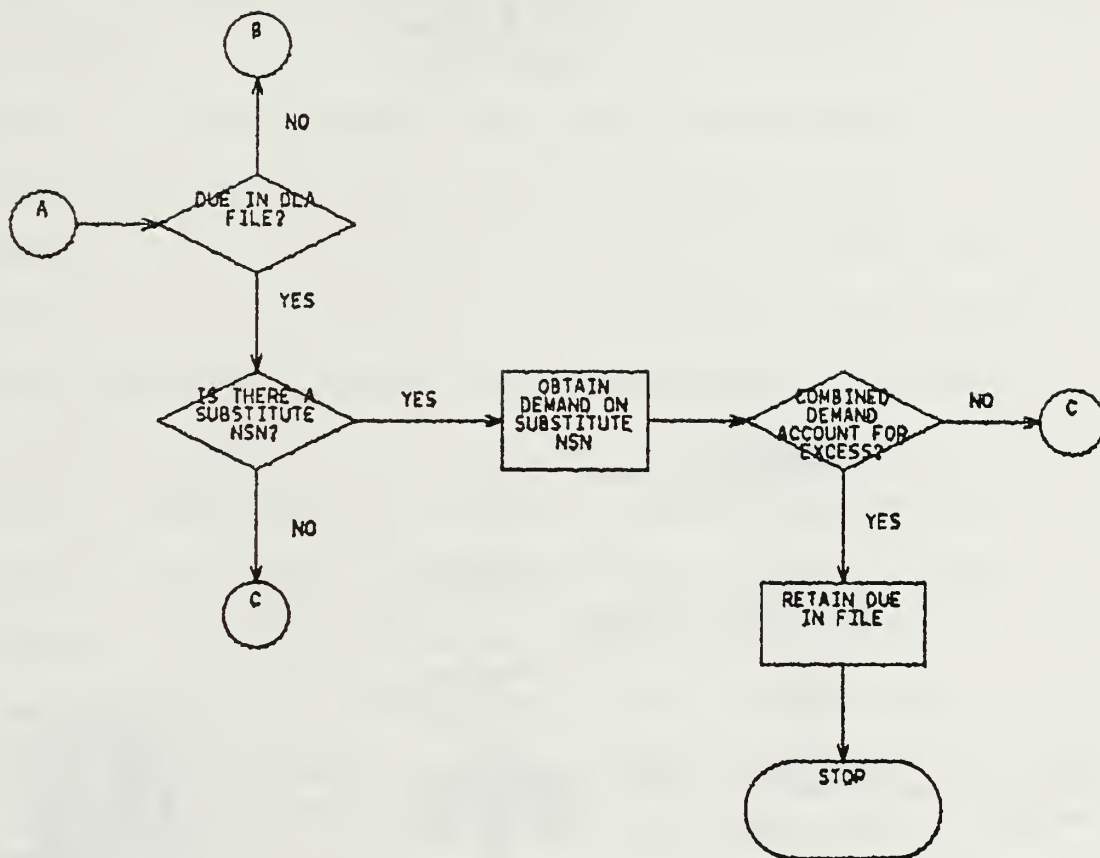 B
NO
A
DUE IN DLA
FILE?
YES
IS THERE A
SUBSTITUTE
NSN?
YES
OBTAIN
DEMAND ON
SUBSTITUTE
NSN
COMBINED
DEMAND
ACCOUNT FOR
EXCESS?
NO
C
NO
YES
C
RETAIN DUE
IN FILE
STOP